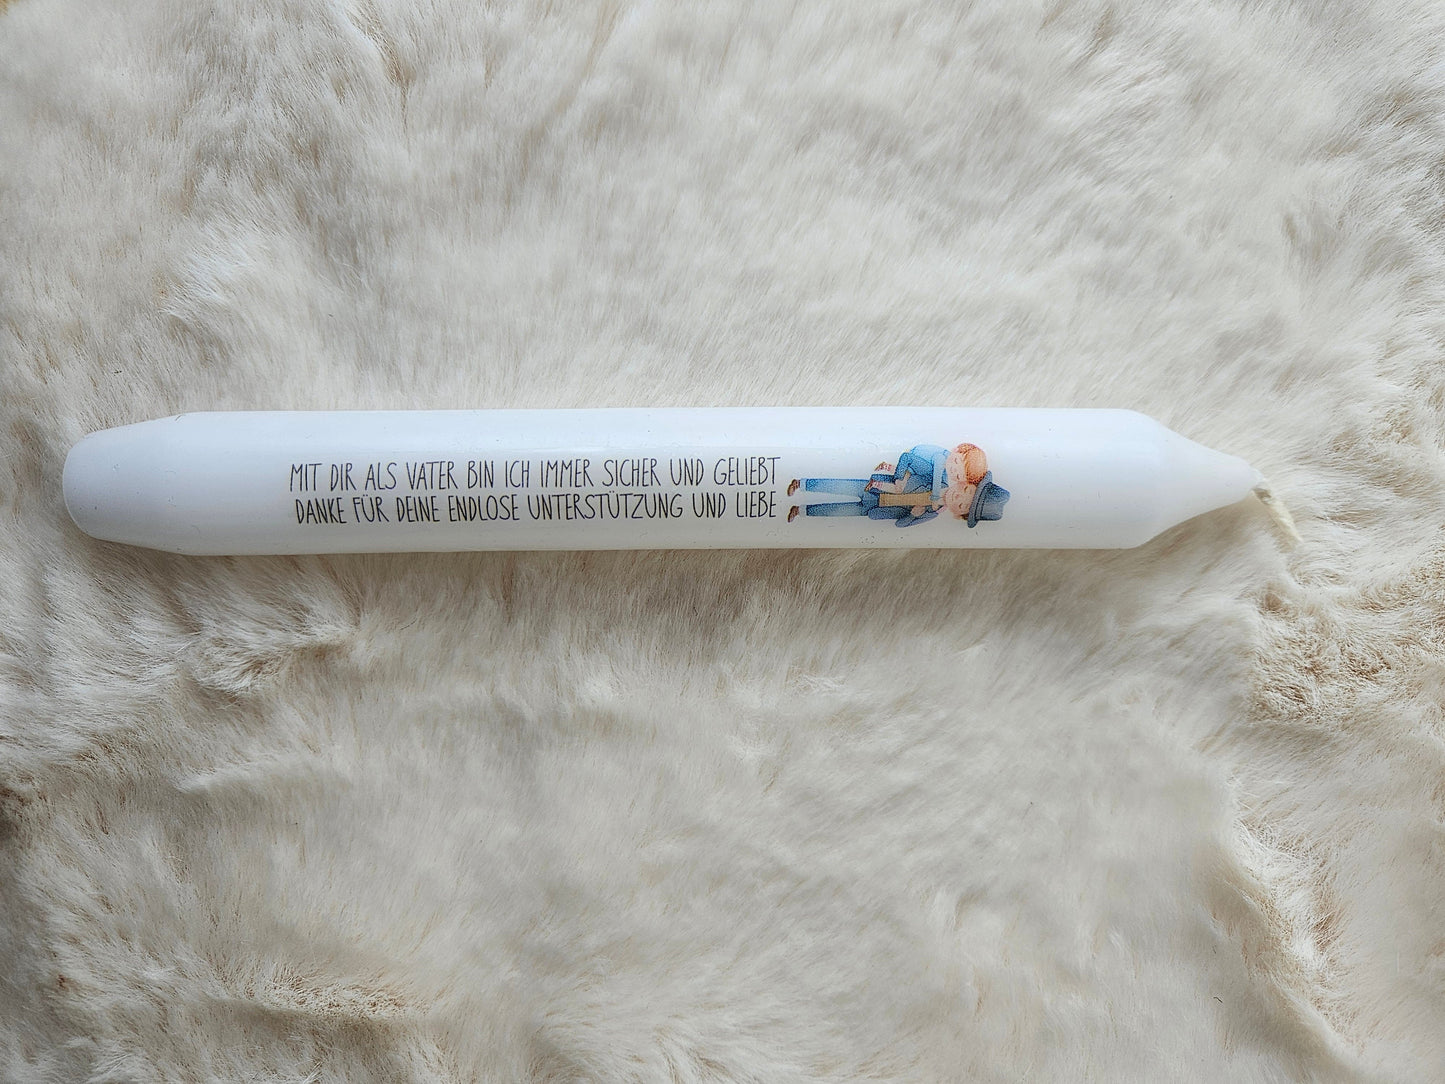 MIT DIR ALS VATER BIN ICH IMMER SICHER UND GELIEBT
DANKE FÜR DEINE ENDLOSE UNTERSTÜTZUNG UND LIEBE